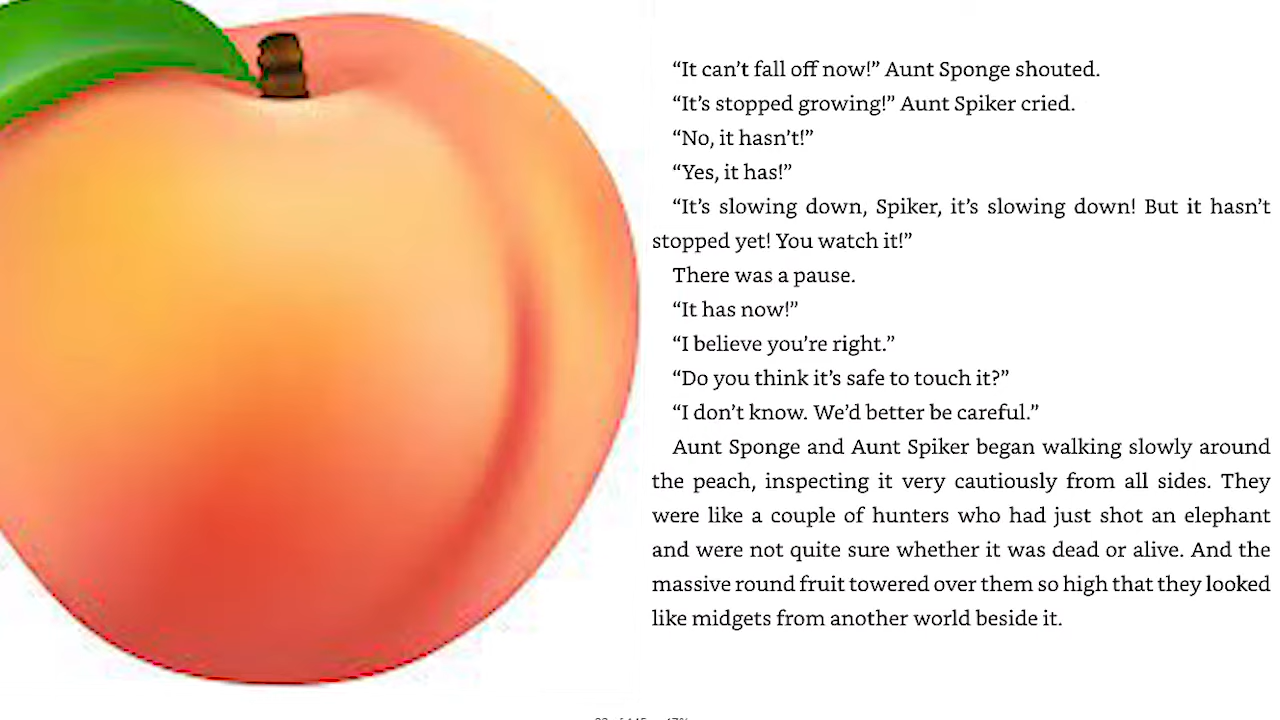 “It can’t fall off now!” Aunt Sponge shouted.
“It’s stopped growing!” Aunt Spiker cried.
“No, it hasn’t!”
“Yes, it has!”
“It’s slowing down, Spiker, it’s slowing down! But it hasn’t
stopped yet! You watch it!”
There was a pause.
“It has now!”
“I believe you’re right.”
“Do you think it’s safe to touch it?”
“I don’t know. We’d better be careful.”
Aunt Sponge and Aunt Spiker began walking slowly around
the peach, inspecting it very cautiously from all sides. They
were like a couple of hunters who had just shot an elephant
and were not quite sure whether it was dead or alive. And the
massive round fruit towered over them so high that they looked
like midgets from another world beside it.